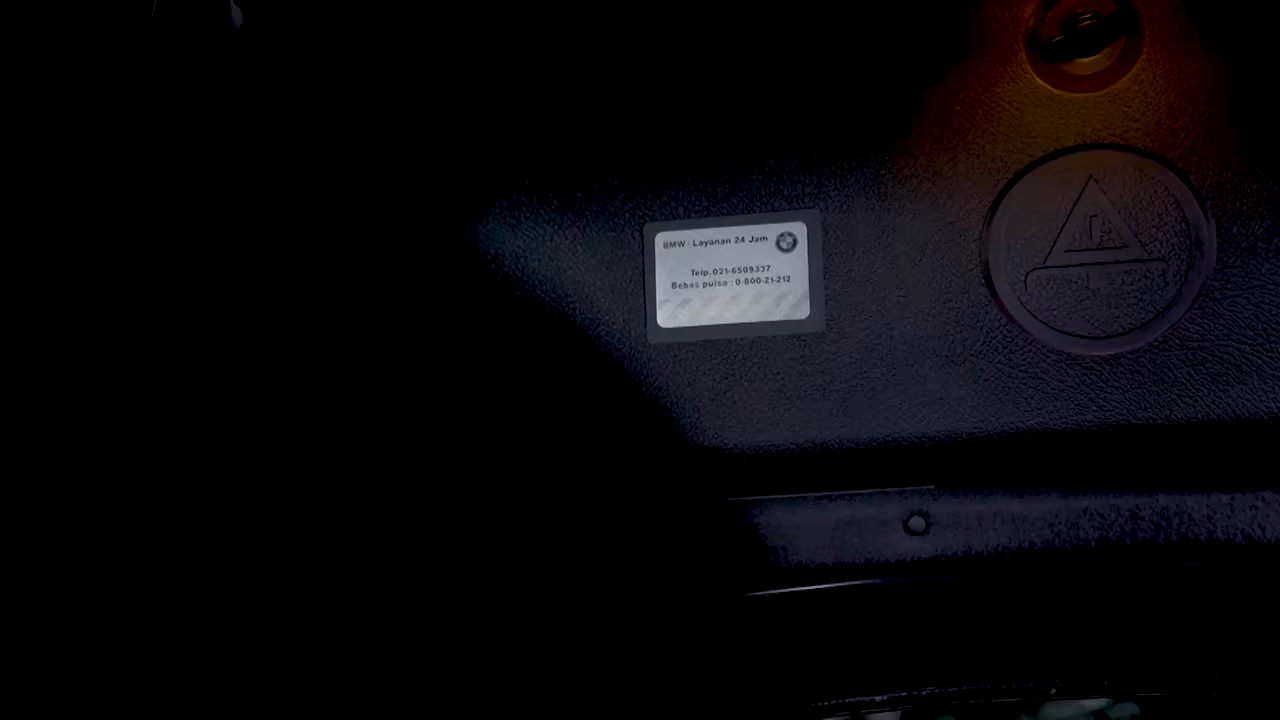 BMW - Layanan 24 Jam
Telp. 021-6509337
Bebas pulsa : 0-800-21-212